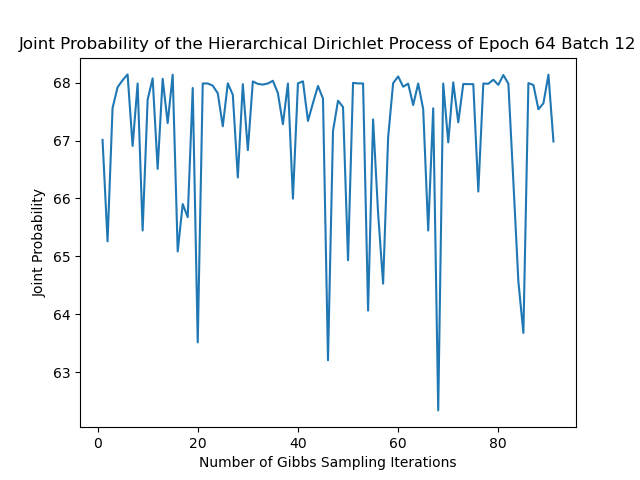 Joint Probability of the Hierarchical Dirichlet Process of Epoch 64 Batch 12
68
67
66
65
64
63
Joint Probability
0 20 40 60 80
Number of Gibbs Sampling Iterations